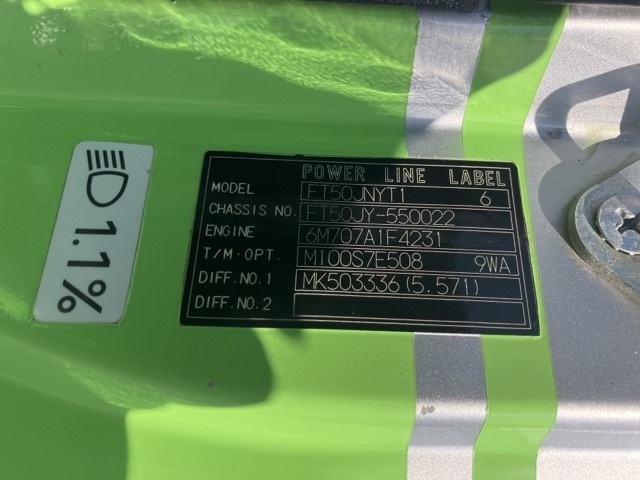 POWER LINE LABEL
MODEL FT50JNYT1 6
CHASSIS NO. FT50JY-550022
ENGINE 6M707A1F4231
T/M·OPT. M100S7E508 9WA
DIFF.NO.1 MK503336(5.571)
DIFF.NO.2
1.1%